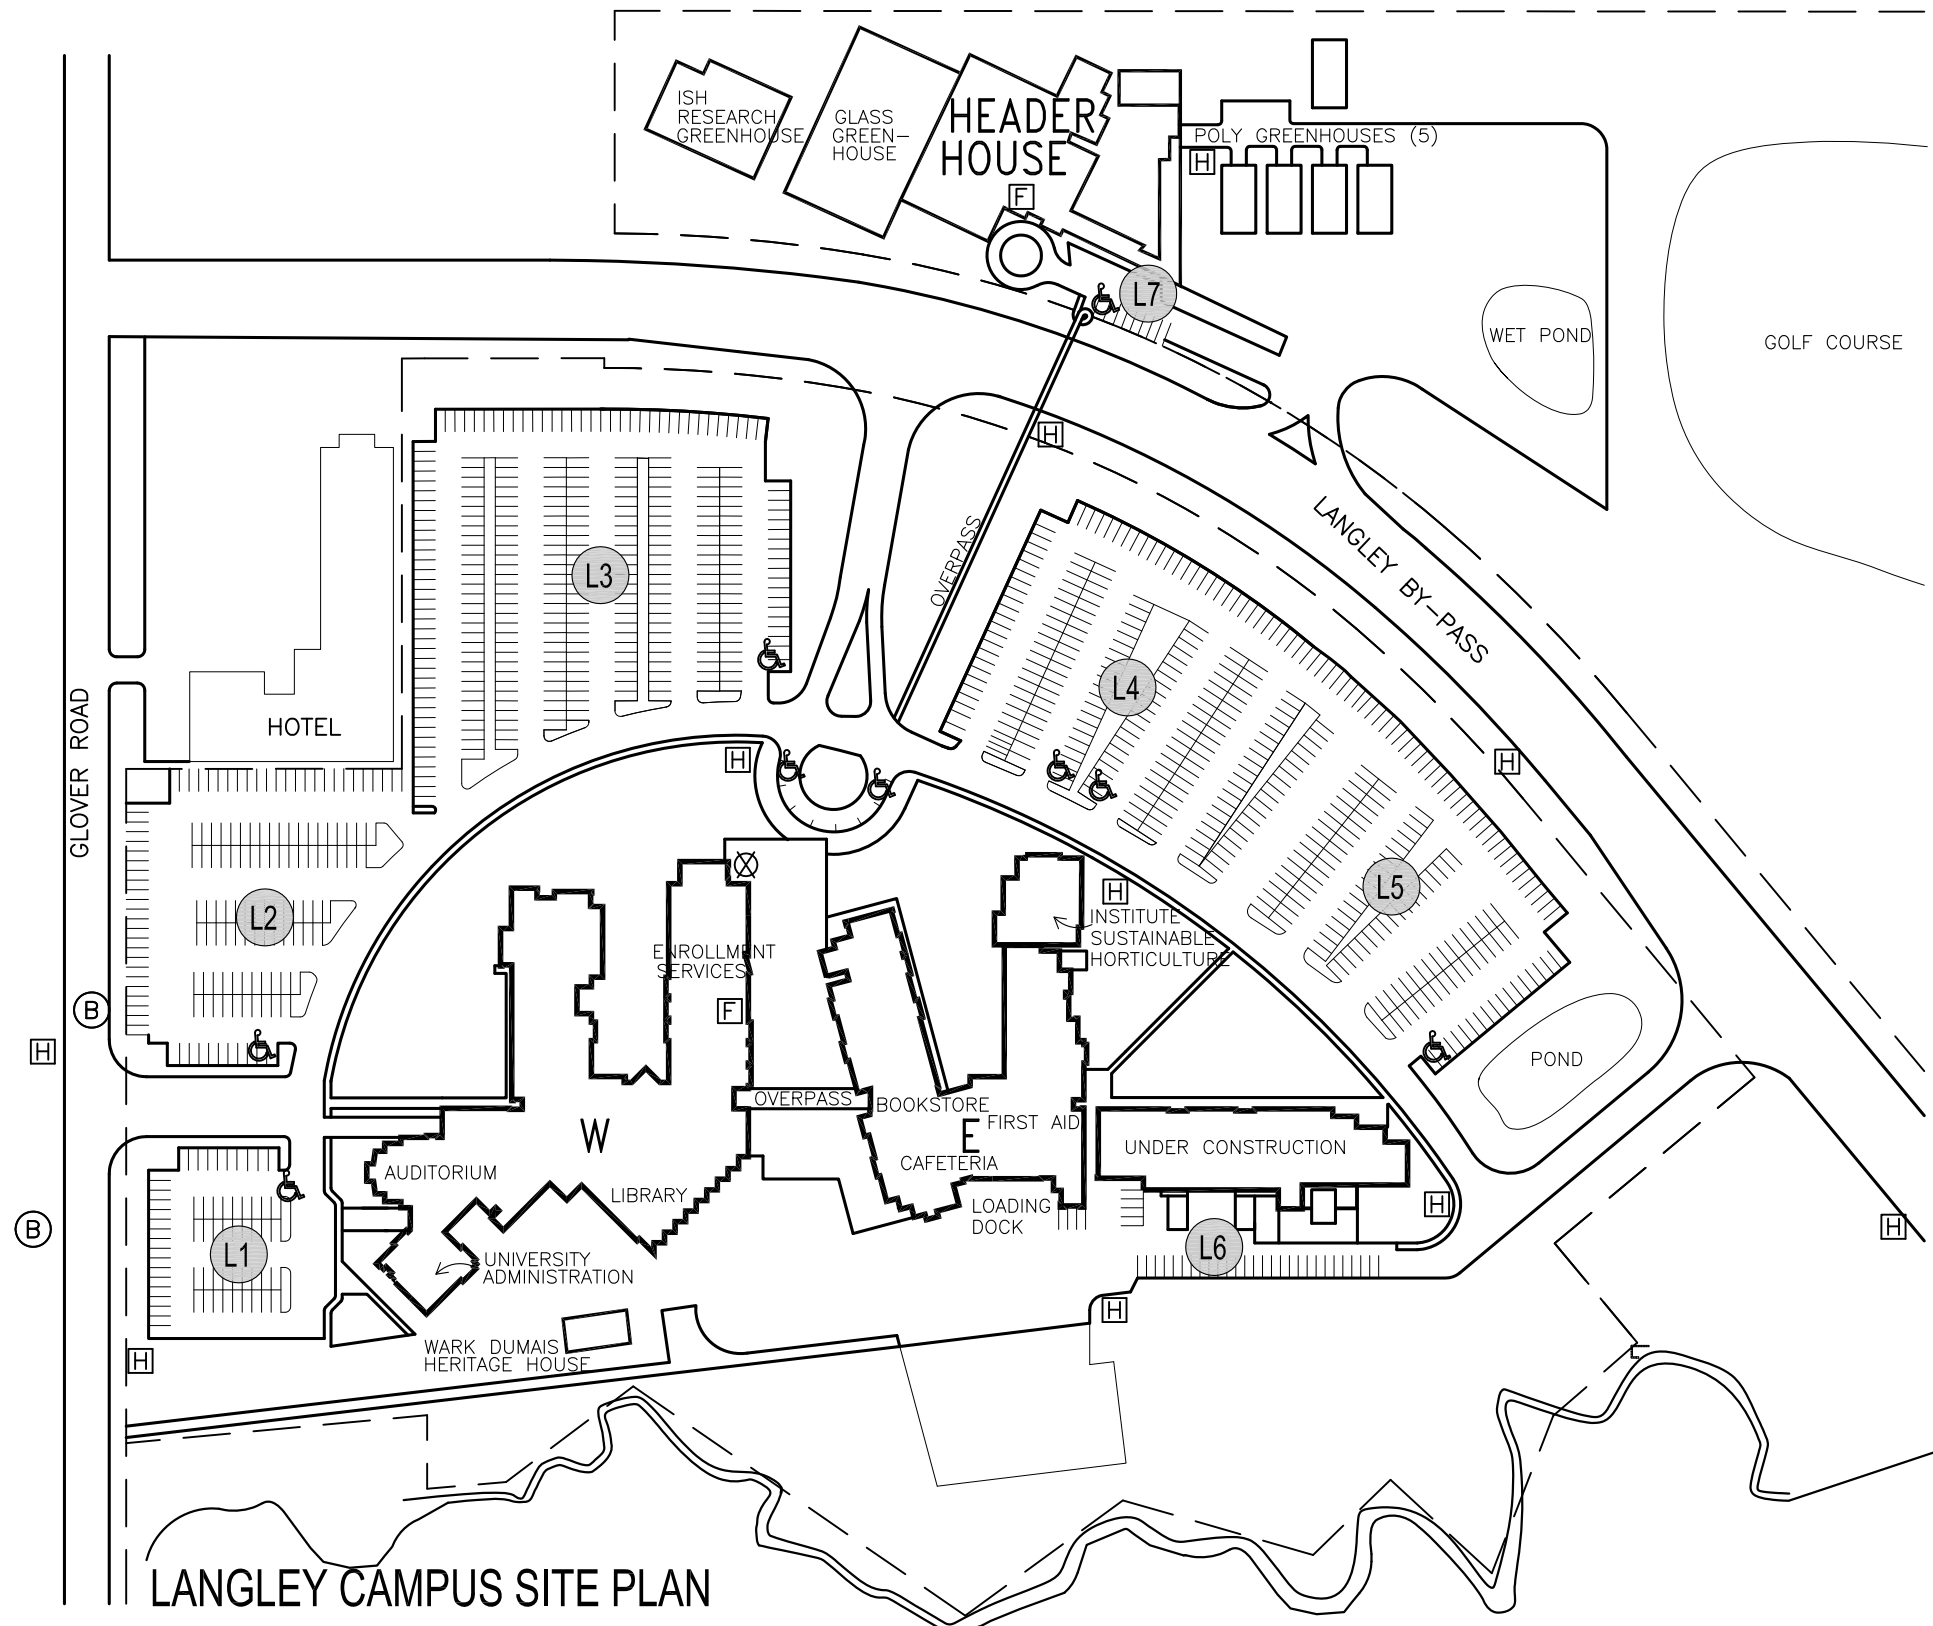 ISH
RESEARCH
GREENHOUSE
GLASS
GREEN-
HOUSE
HEADER
HOUSE
F
POLY GREENHOUSES (5)
H
L7
WET POND
GOLF COURSE
H
LANGLEY BY-PASS
OVERPASS
L3
L4
HOTEL
GLOVER ROAD
H
H
L2
L5
ENROLLMENT
SERVICES
F
H
INSTITUTE
SUSTAINABLE
HORTICULTURE
B
H
POND
OVERPASS
BOOKSTORE
FIRST AID
W
E
CAFETERIA
UNDER CONSTRUCTION
AUDITORIUM
LIBRARY
LOADING
DOCK
H
H
B
L1
L6
UNIVERSITY
ADMINISTRATION
H
WARK DUMAIS
HERITAGE HOUSE
H
LANGLEY CAMPUS SITE PLAN